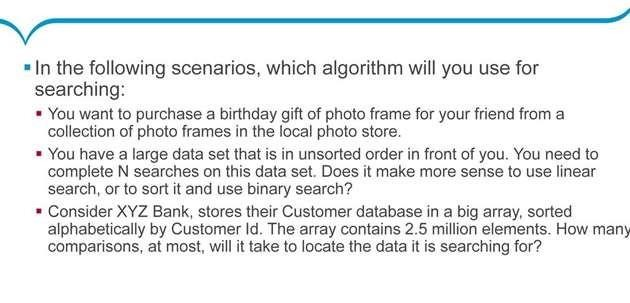 In the following scenarios, which algorithm will you use for
searching:
You want to purchase a birthday gift of photo frame for your friend from a
collection of photo frames in the local photo store.
You have a large data set that is in unsorted order in front of you. You need to
complete N searches on this data set. Does it make more sense to use linear
search, or to sort it and use binary search?
Consider XYZ Bank, stores their Customer database in a big array, sorted
alphabetically by Customer Id. The array contains 2.5 million elements. How many
comparisons, at most, will it take to locate the data it is searching for?